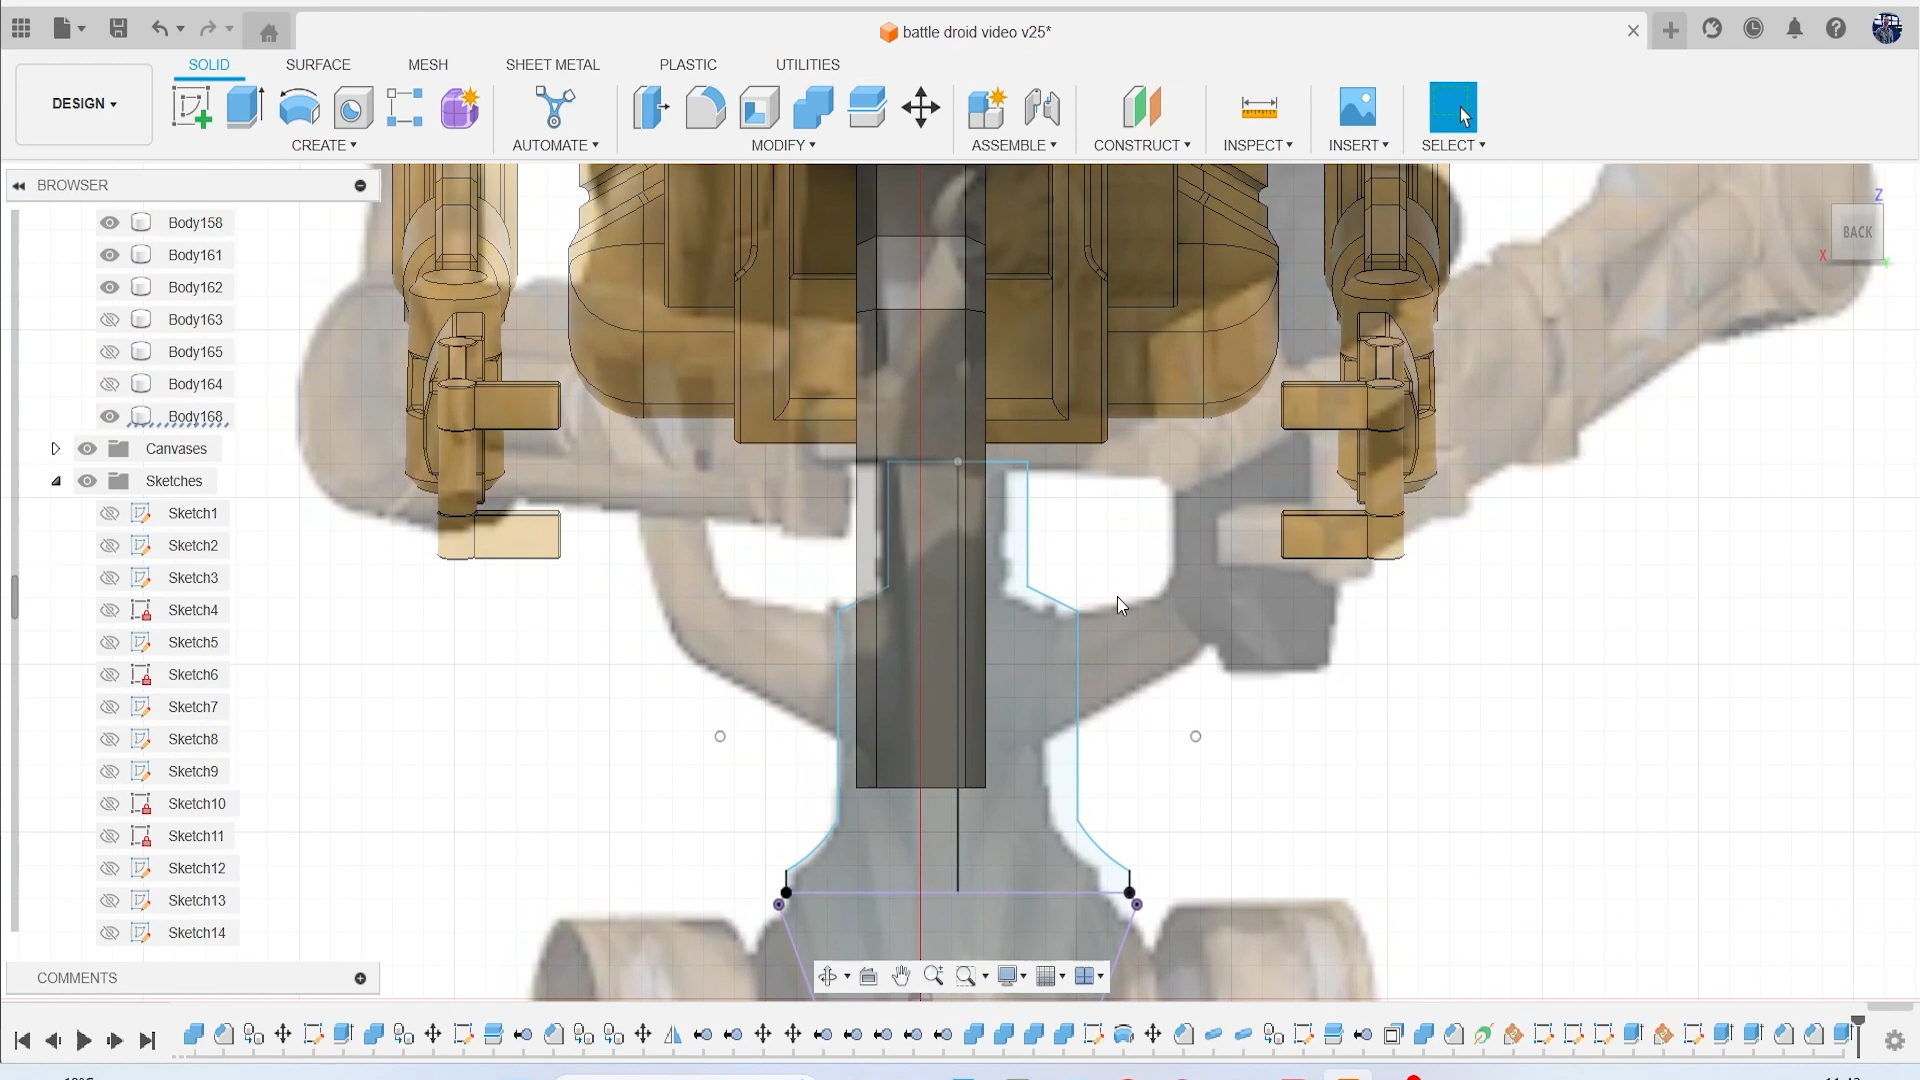 battle droid video v25*
SOLID SURFACE MESH SHEET METAL PLASTIC UTILITIES
DESIGN
CREATE AUTOMATE MODIFY ASSEMBLE CONSTRUCT INSPECT INSERT SELECT
BROWSER
Body158
Body161
Body162
Body163
Body165
Body164
Body168
Canvases
Sketches
Sketch1
Sketch2
Sketch3
Sketch4
Sketch5
Sketch6
Sketch7
Sketch8
Sketch9
Sketch10
Sketch11
Sketch12
Sketch13
Sketch14
COMMENTS
Z
BACK
X